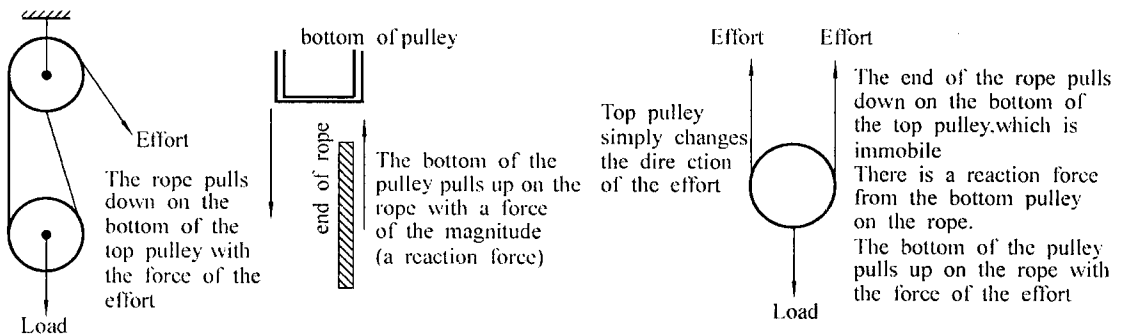 Effort
The rope pulls
down on the
bottom of the
top pulley with
the force of the
effort
Load
bottom of pulley
end of rope
The bottom of the
pulley pulls up on the
rope with a force
of the magnitude
(a reaction force)
Effort
Effort
Top pulley
simply changes
the dire ction
of the effort
Load
The end of the rope pulls
down on the bottom of
the top pulley.which is
immobile
There is a reaction force
from the bottom pulley
on the rope.
The bottom of the pulley
pulls up on the rope with
the force of the effort